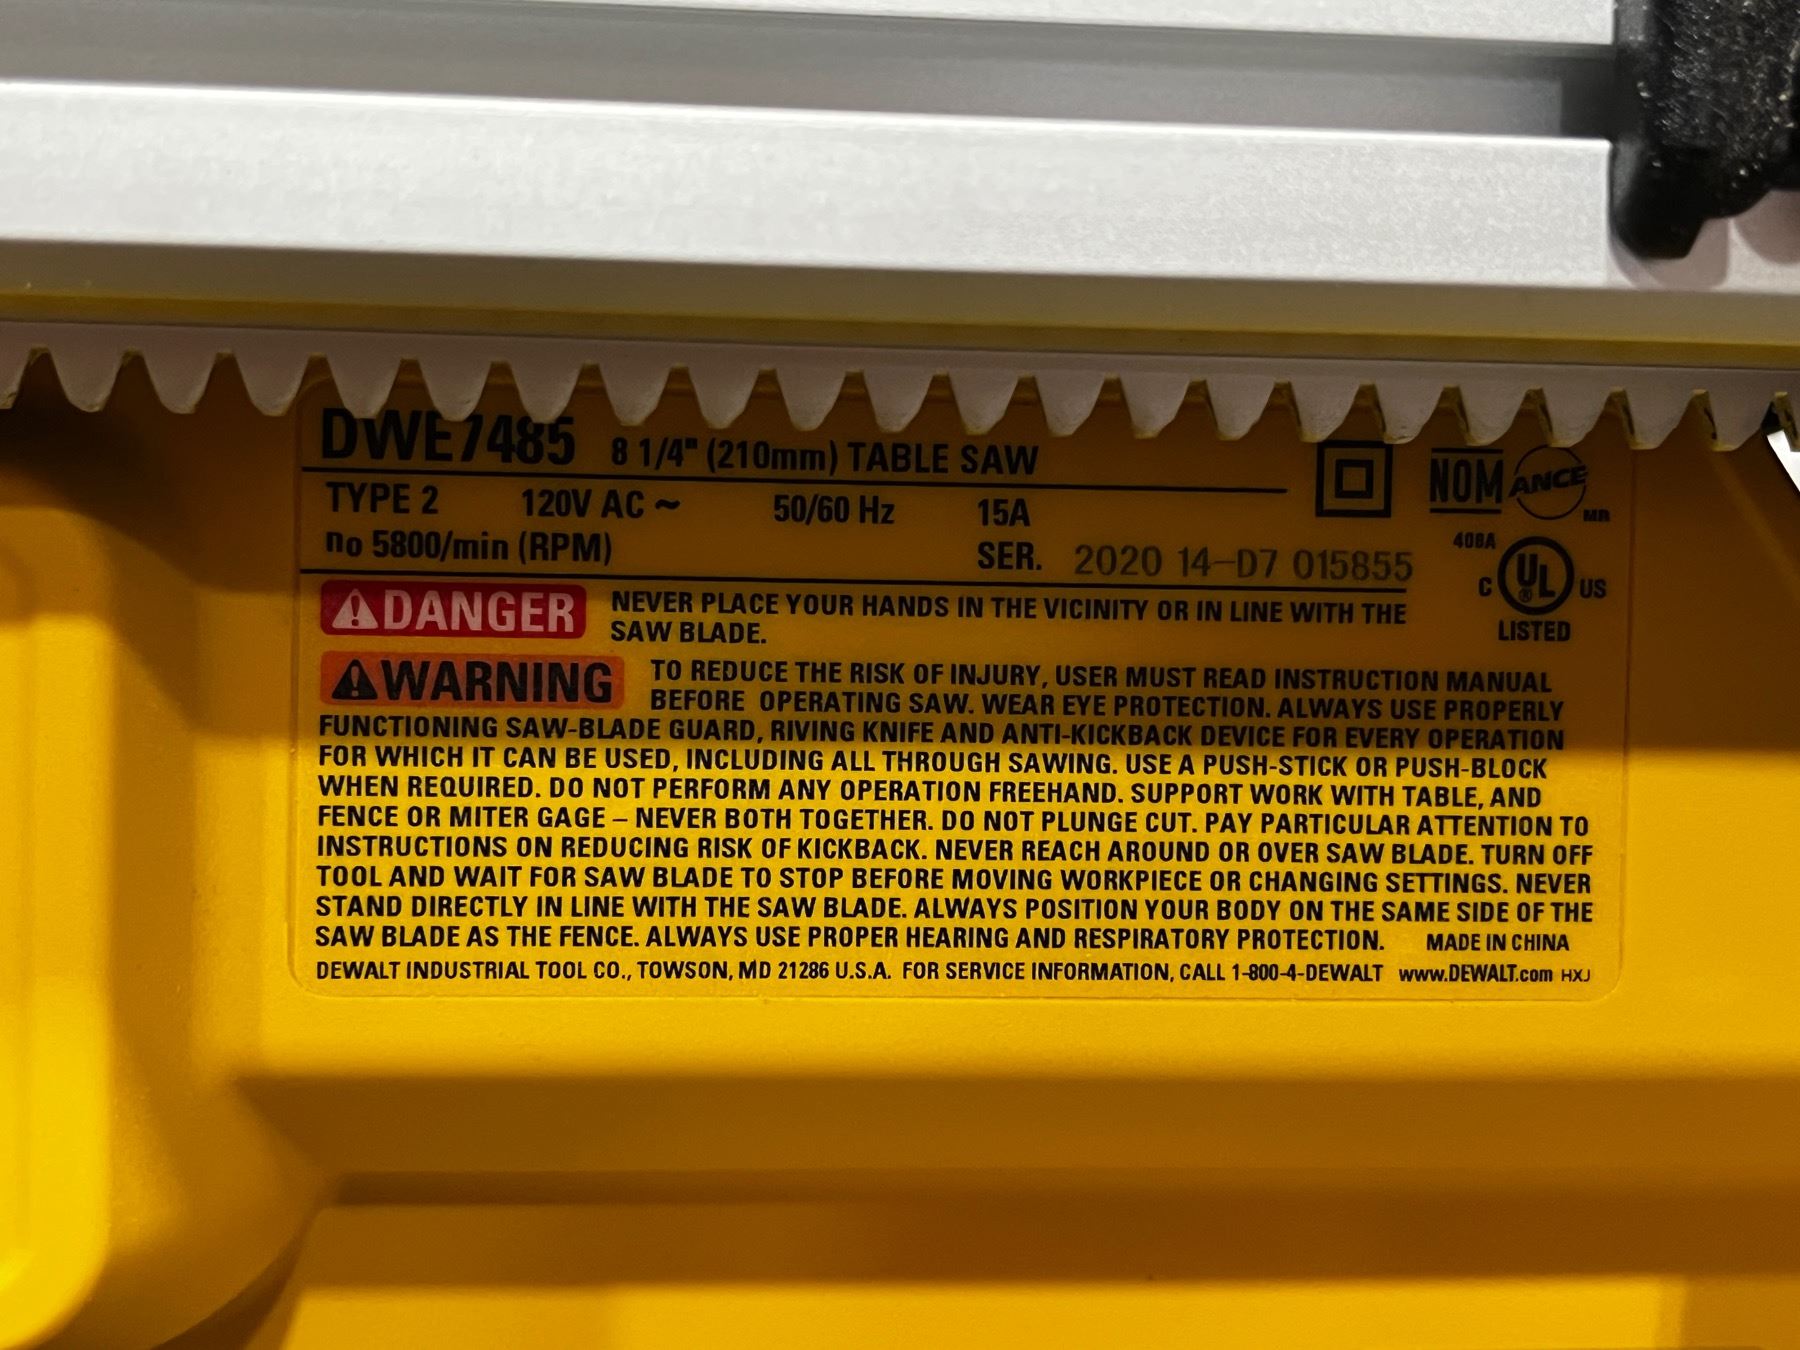 DWE7485 8 1/4" (210mm) TABLE SAW
NOM ANCE MR
TYPE 2 120V AC ~ 50/60 Hz 15A
no 5800/min (RPM) SER. 2020 14-D7 015855
408A
C UL ® US
LISTED
DANGER NEVER PLACE YOUR HANDS IN THE VICINITY OR IN LINE WITH THE
SAW BLADE.
WARNING TO REDUCE THE RISK OF INJURY, USER MUST READ INSTRUCTION MANUAL
BEFORE OPERATING SAW. WEAR EYE PROTECTION. ALWAYS USE PROPERLY
FUNCTIONING SAW-BLADE GUARD, RIVING KNIFE AND ANTI-KICKBACK DEVICE FOR EVERY OPERATION
FOR WHICH IT CAN BE USED, INCLUDING ALL THROUGH SAWING. USE A PUSH-STICK OR PUSH-BLOCK
WHEN REQUIRED. DO NOT PERFORM ANY OPERATION FREEHAND. SUPPORT WORK WITH TABLE, AND
FENCE OR MITER GAGE – NEVER BOTH TOGETHER. DO NOT PLUNGE CUT. PAY PARTICULAR ATTENTION TO
INSTRUCTIONS ON REDUCING RISK OF KICKBACK. NEVER REACH AROUND OR OVER SAW BLADE. TURN OFF
TOOL AND WAIT FOR SAW BLADE TO STOP BEFORE MOVING WORKPIECE OR CHANGING SETTINGS. NEVER
STAND DIRECTLY IN LINE WITH THE SAW BLADE. ALWAYS POSITION YOUR BODY ON THE SAME SIDE OF THE
SAW BLADE AS THE FENCE. ALWAYS USE PROPER HEARING AND RESPIRATORY PROTECTION. MADE IN CHINA
DEWALT INDUSTRIAL TOOL CO., TOWSON, MD 21286 U.S.A. FOR SERVICE INFORMATION, CALL 1-800-4-DEWALT www.DEWALT.com HXJ